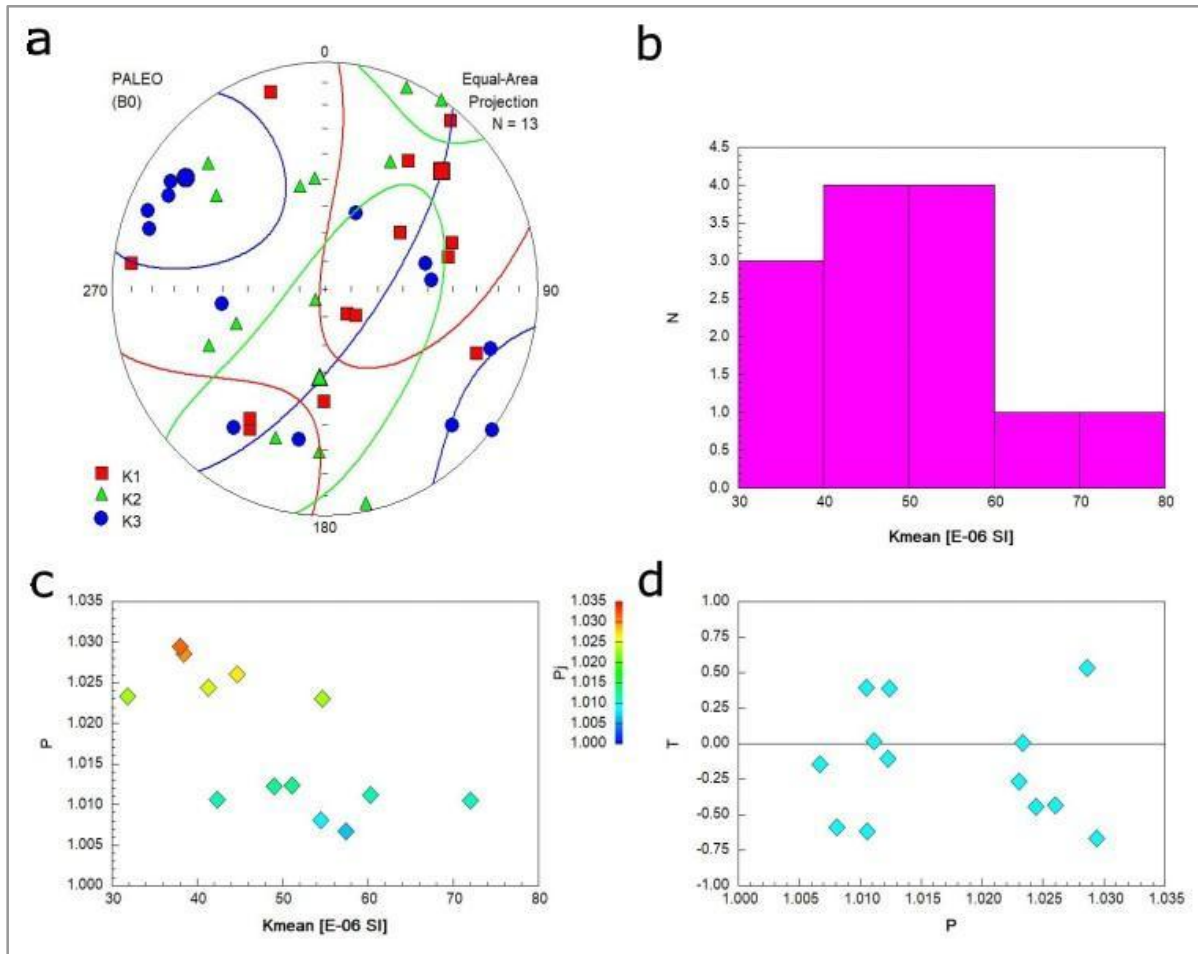 a
0
PALEO
(B0)
Equal-Area
Projection
N = 13
270
90
180
K1
K2
K3
b
4.5
4.0
3.5
3.0
2.5
2.0
1.5
1.0
0.5
0.0
N
30 40 50 60 70 80
Kmean [E-06 SI]
c
1.035
1.030
1.025
1.020
1.015
1.010
1.005
1.000
P
30 40 50 60 70 80
Kmean [E-06 SI]
Pj
1.035
1.030
1.025
1.020
1.015
1.010
1.005
1.000
d
1.00
0.75
0.50
0.25
0.00
-0.25
-0.50
-0.75
-1.00
T
1.000 1.005 1.010 1.015 1.020 1.025 1.030 1.035
P